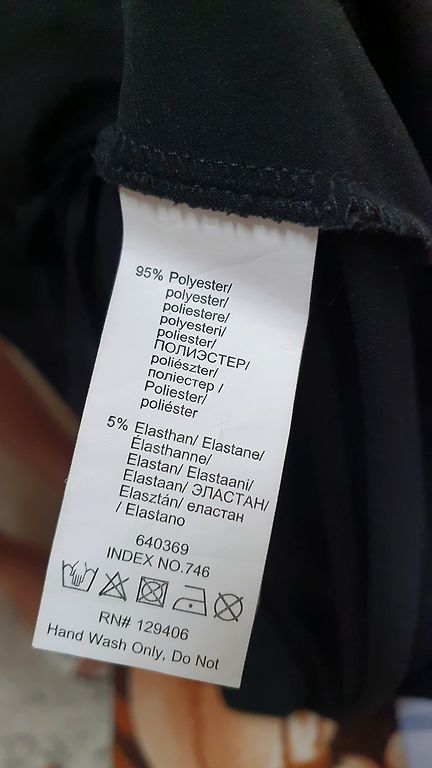 95% Polyester/
polyester/
poliestere/
polyesteri/
poliester/
ПОЛИЭСТЕР/
poliészter/
поліестер /
Poliester/
poliéster
5% Elasthan/ Elastane/
Élasthanne/
Elastan/ Elastaani/
Elastaan/ ЭЛАСТАН/
Elasztán/ еластан
/ Elastano
640369
INDEX NO.746
RN# 129406
Hand Wash Only, Do Not